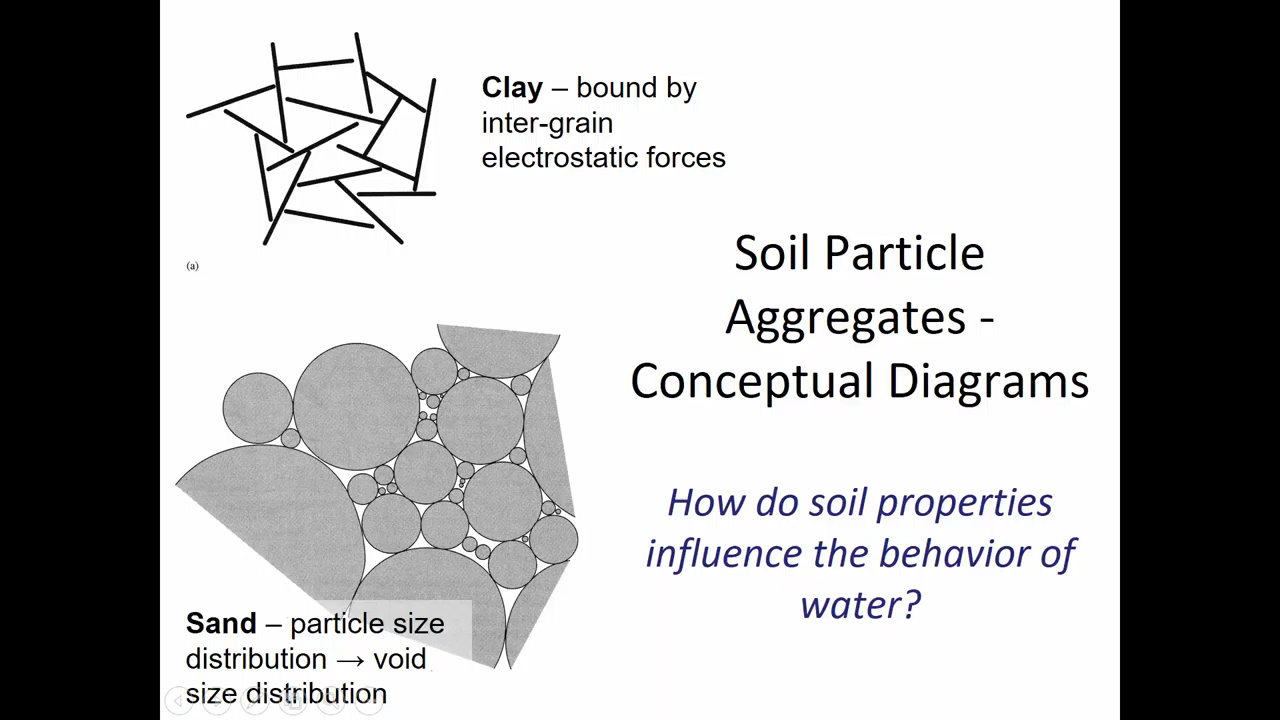 Clay – bound by
inter-grain
electrostatic forces
(a)
Soil Particle
Aggregates -
Conceptual Diagrams
How do soil properties
influence the behavior of
water?
Sand – particle size
distribution → void
size distribution